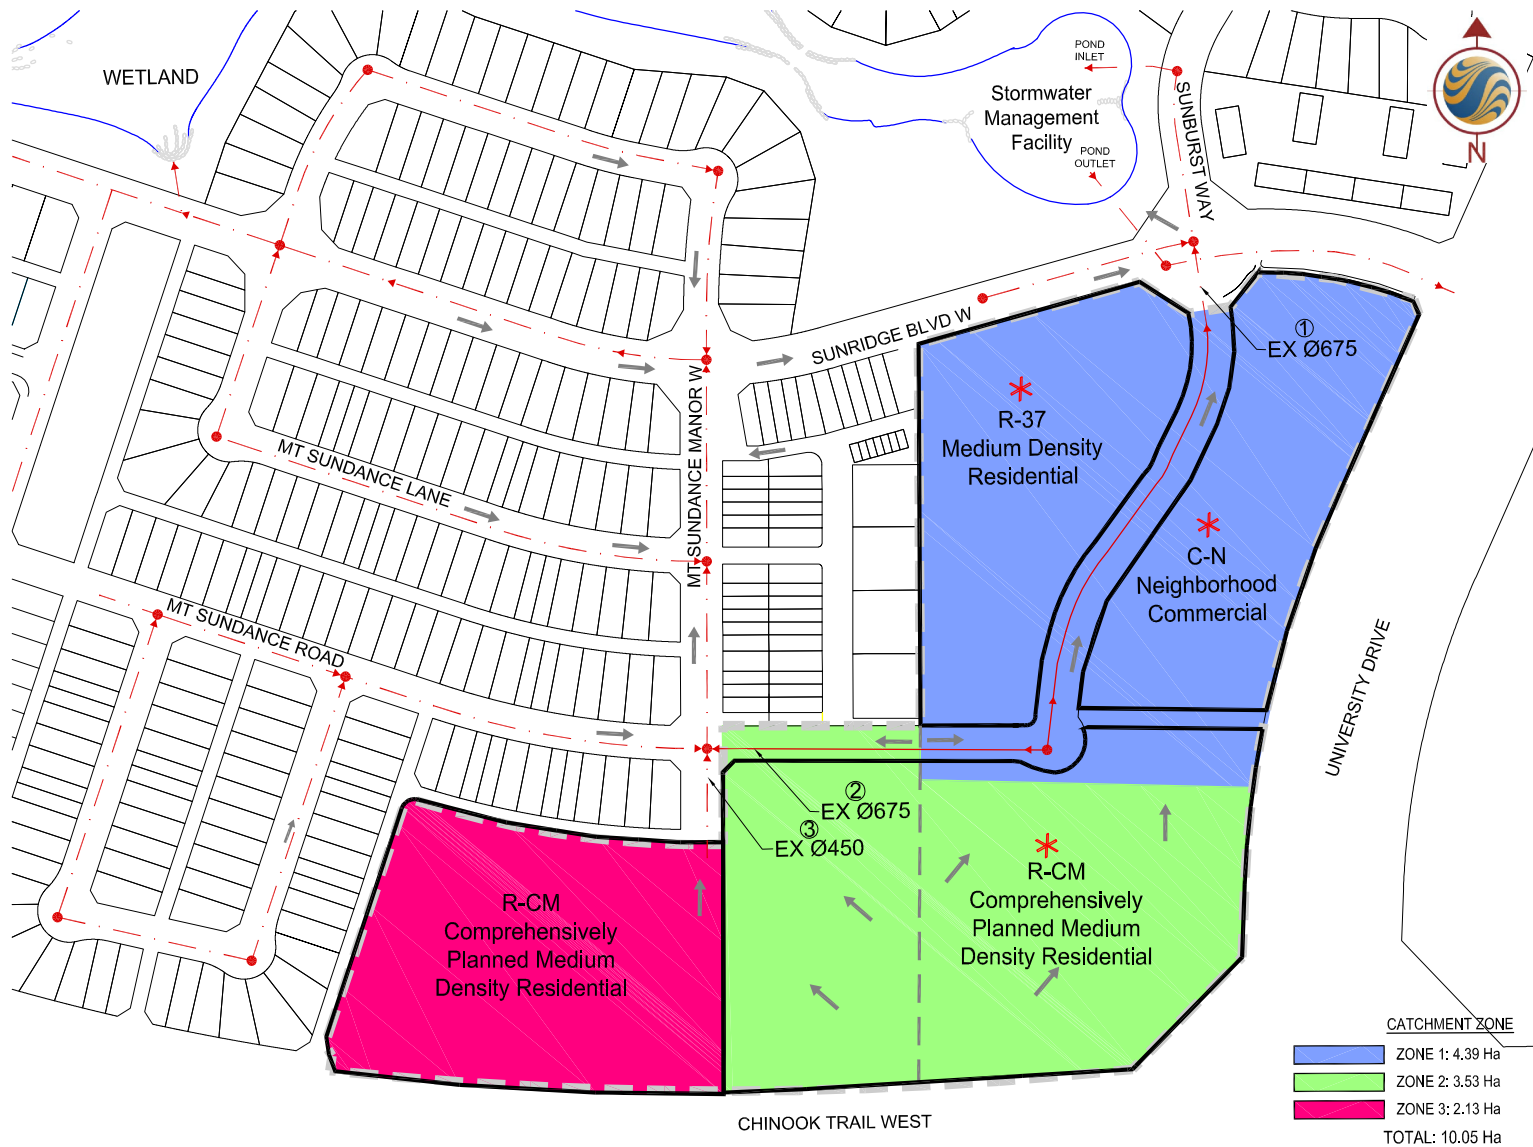 WETLAND
POND
INLET
Stormwater
Management
Facility
POND
OUTLET
SUNBURST WAY
N
SUNRIDGE BLVD W
①
EX Ø675
R-37
Medium Density
Residential
MT SUNDANCE MANOR W
MT SUNDANCE LANE
C-N
Neighborhood
Commercial
MT SUNDANCE ROAD
UNIVERSITY DRIVE
②
EX Ø675
③
EX Ø450
R-CM
Comprehensively
Planned Medium
Density Residential
R-CM
Comprehensively
Planned Medium
Density Residential
CATCHMENT ZONE
ZONE 1: 4.39 Ha
ZONE 2: 3.53 Ha
ZONE 3: 2.13 Ha
TOTAL: 10.05 Ha
CHINOOK TRAIL WEST